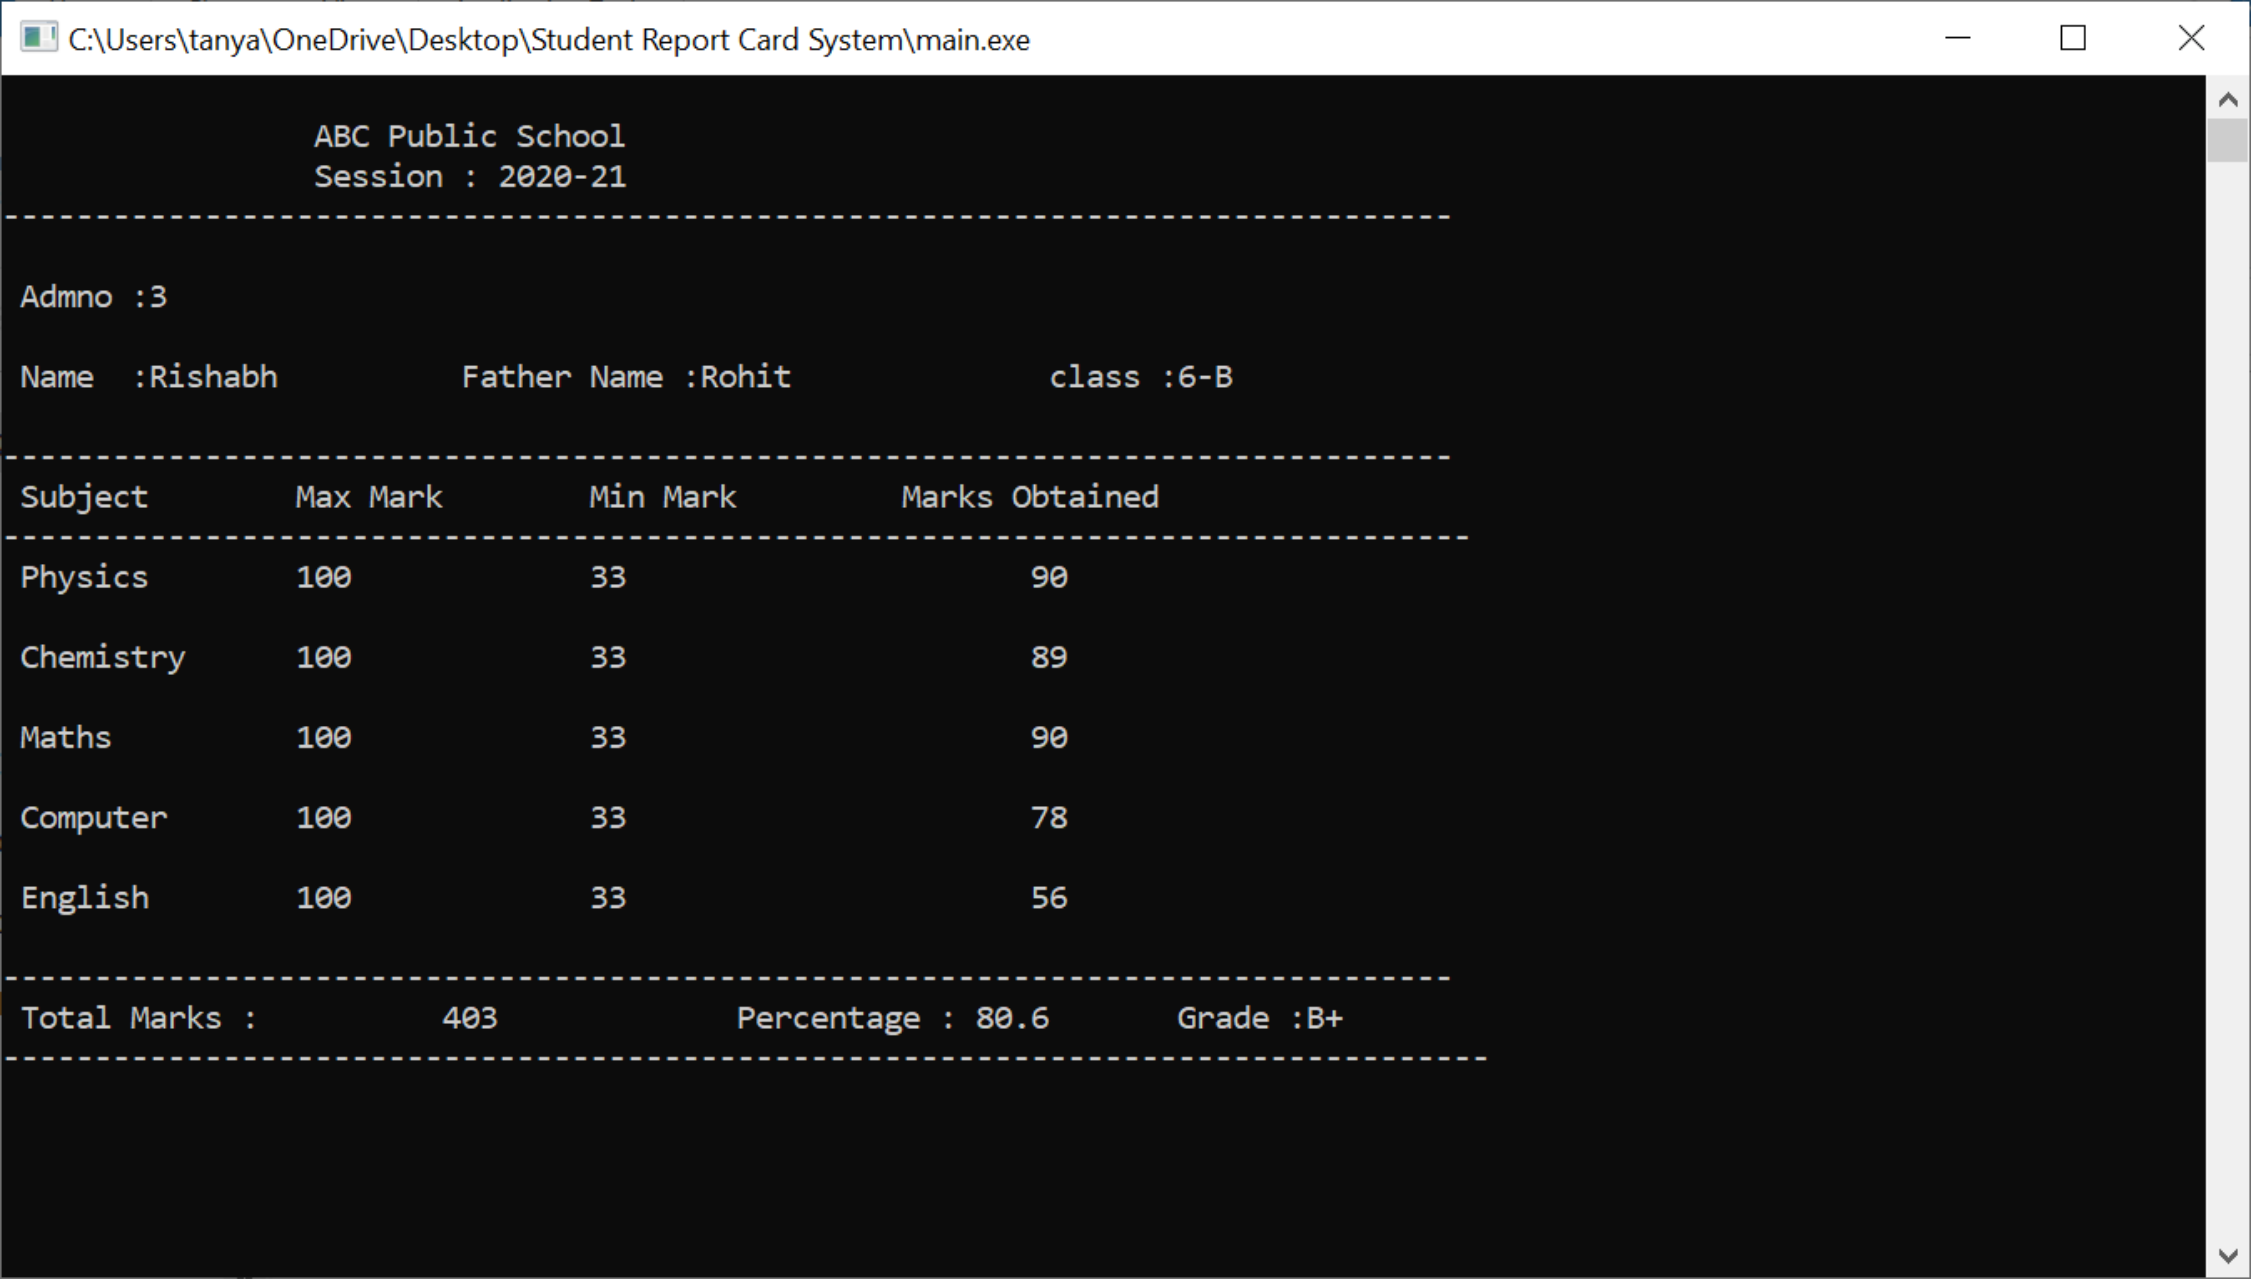 C:\Users\tanya\OneDrive\Desktop\Student Report Card System\main.exe
ABC Public School
Session : 2020-21
-------------------------------------------------------------------------------
Admno :3
Name  :Rishabh          Father Name :Rohit              class :6-B
-------------------------------------------------------------------------------
Subject        Max Mark        Min Mark         Marks Obtained
--------------------------------------------------------------------------------
Physics        100             33                      90
Chemistry      100             33                      89
Maths          100             33                      90
Computer       100             33                      78
English        100             33                      56
-------------------------------------------------------------------------------
Total Marks :          403             Percentage : 80.6       Grade :B+
---------------------------------------------------------------------------------